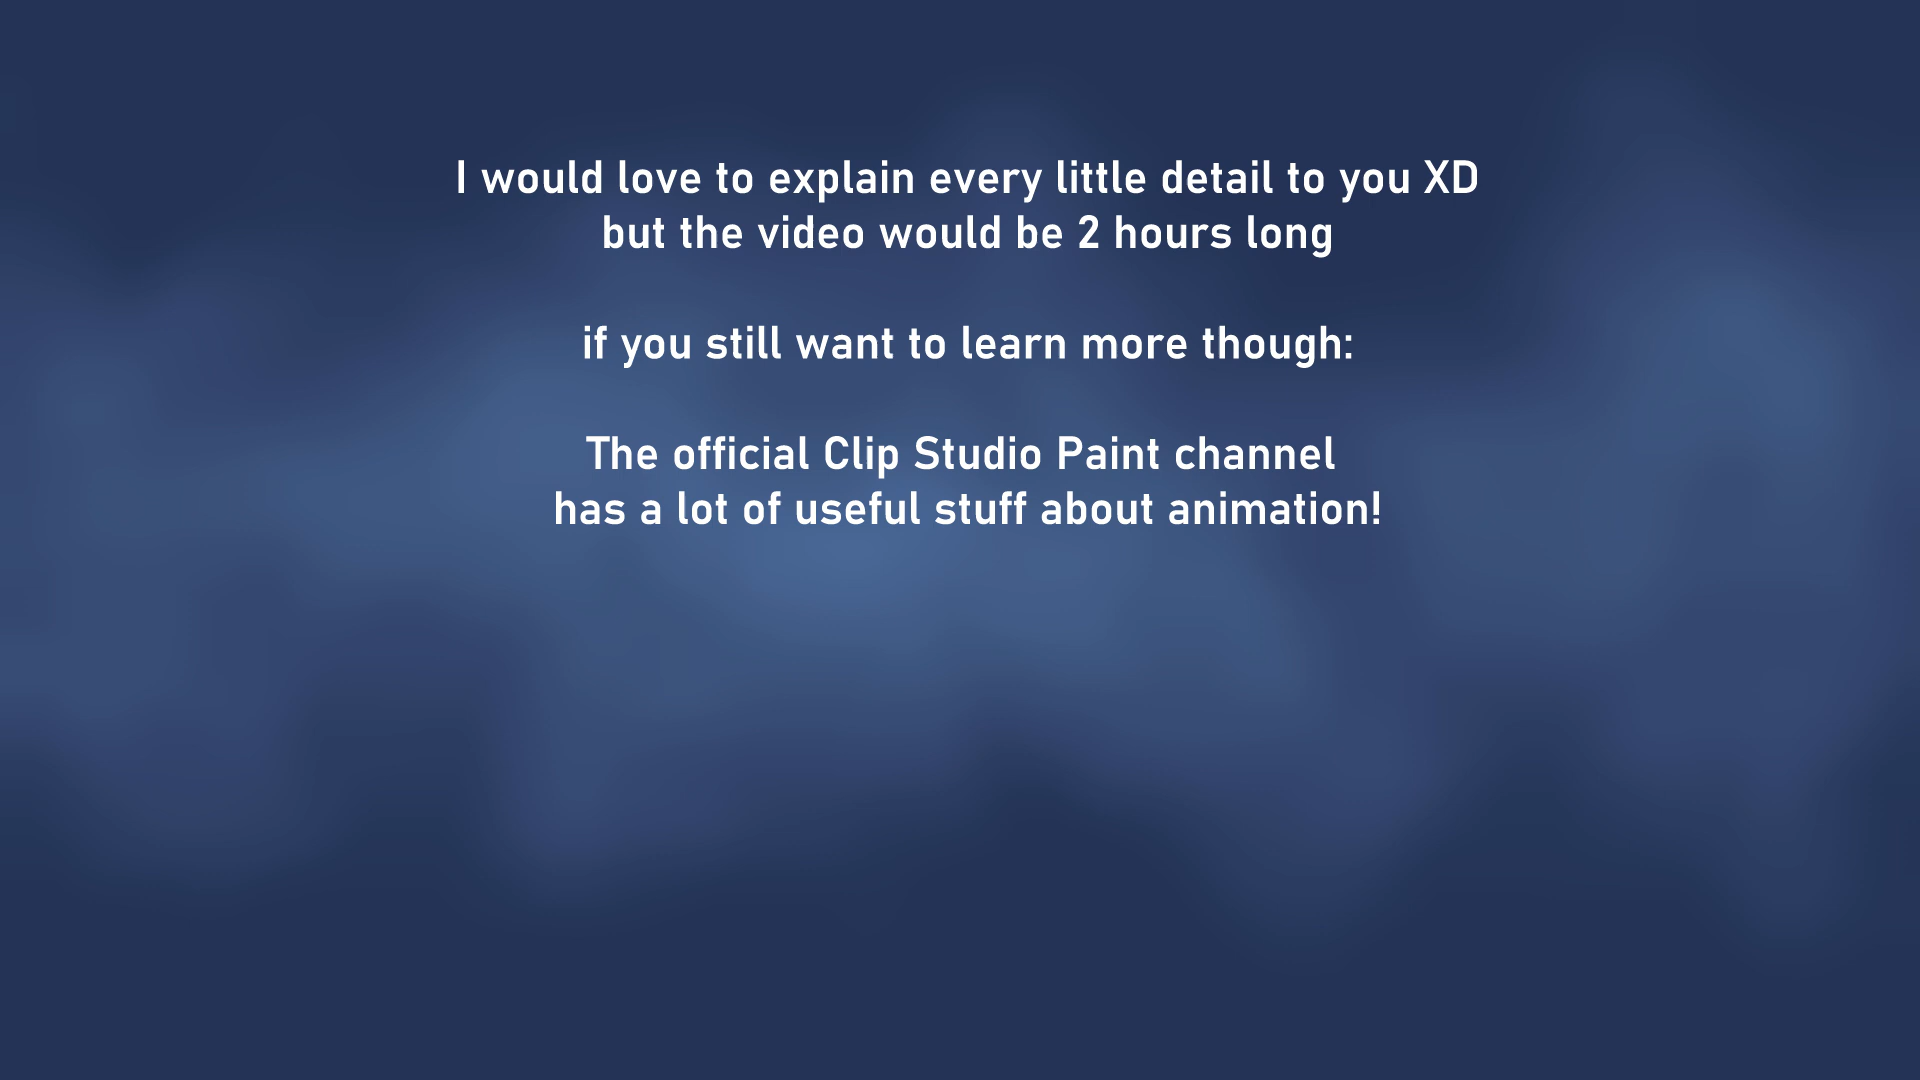 I would love to explain every little detail to you XD
but the video would be 2 hours long
if you still want to learn more though:
The official Clip Studio Paint channel
has a lot of useful stuff about animation!